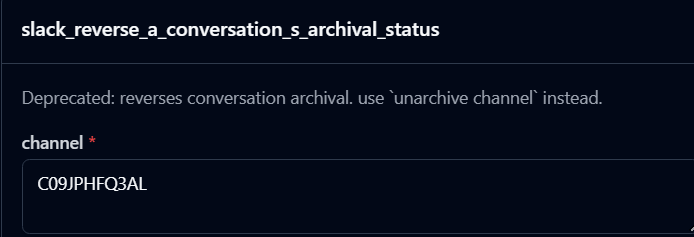 slack_reverse_a_conversation_s_archival_status
Deprecated: reverses conversation archival. use `unarchive channel` instead.
channel *
C09JPHFQ3AL